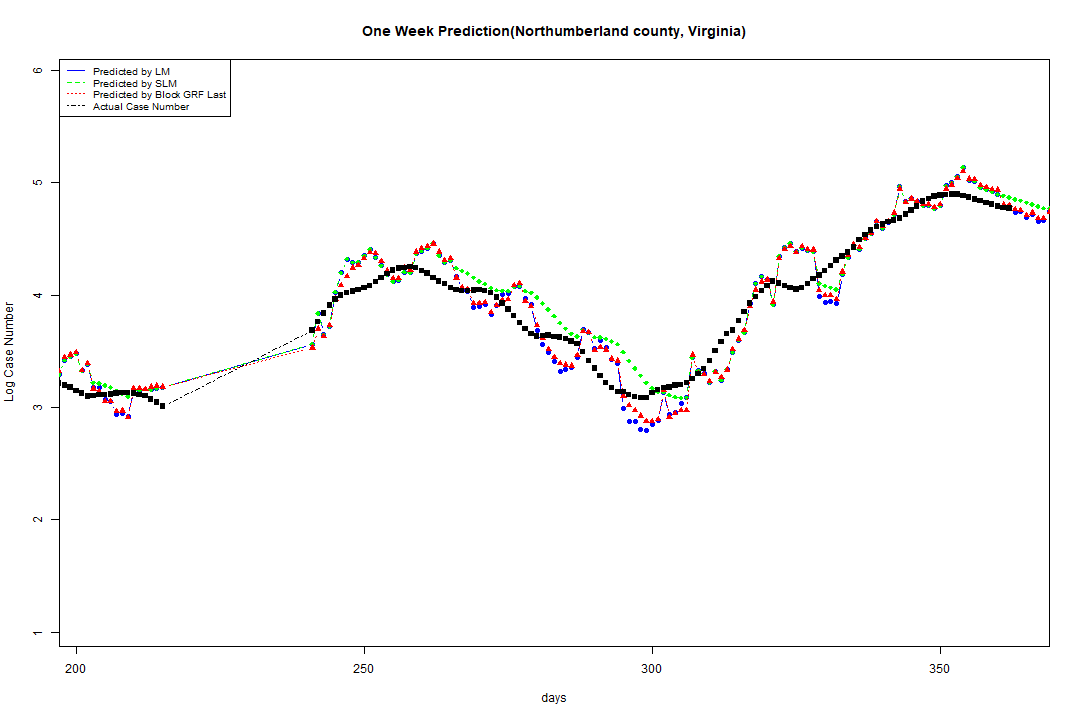 One Week Prediction(Northumberland county, Virginia)
Predicted by LM
Predicted by SLM
Predicted by Block GRF Last
Actual Case Number
6
5
4
3
2
1
Log Case Number
200 250 300 350
days